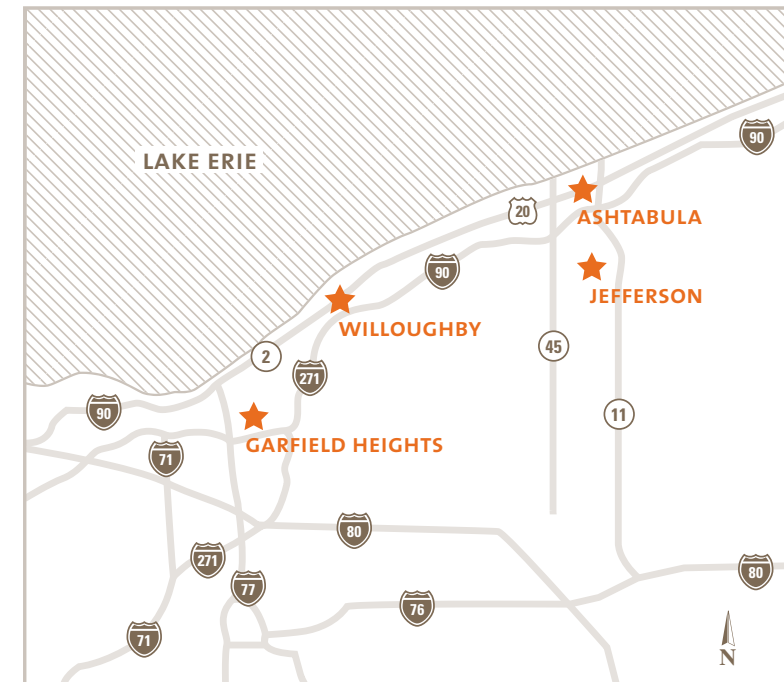 90
LAKE ERIE
20
ASHTABULA
90
JEFFERSON
WILLOUGHBY
45
2
271
90
11
GARFIELD HEIGHTS
71
80
271
80
77
76
71
N